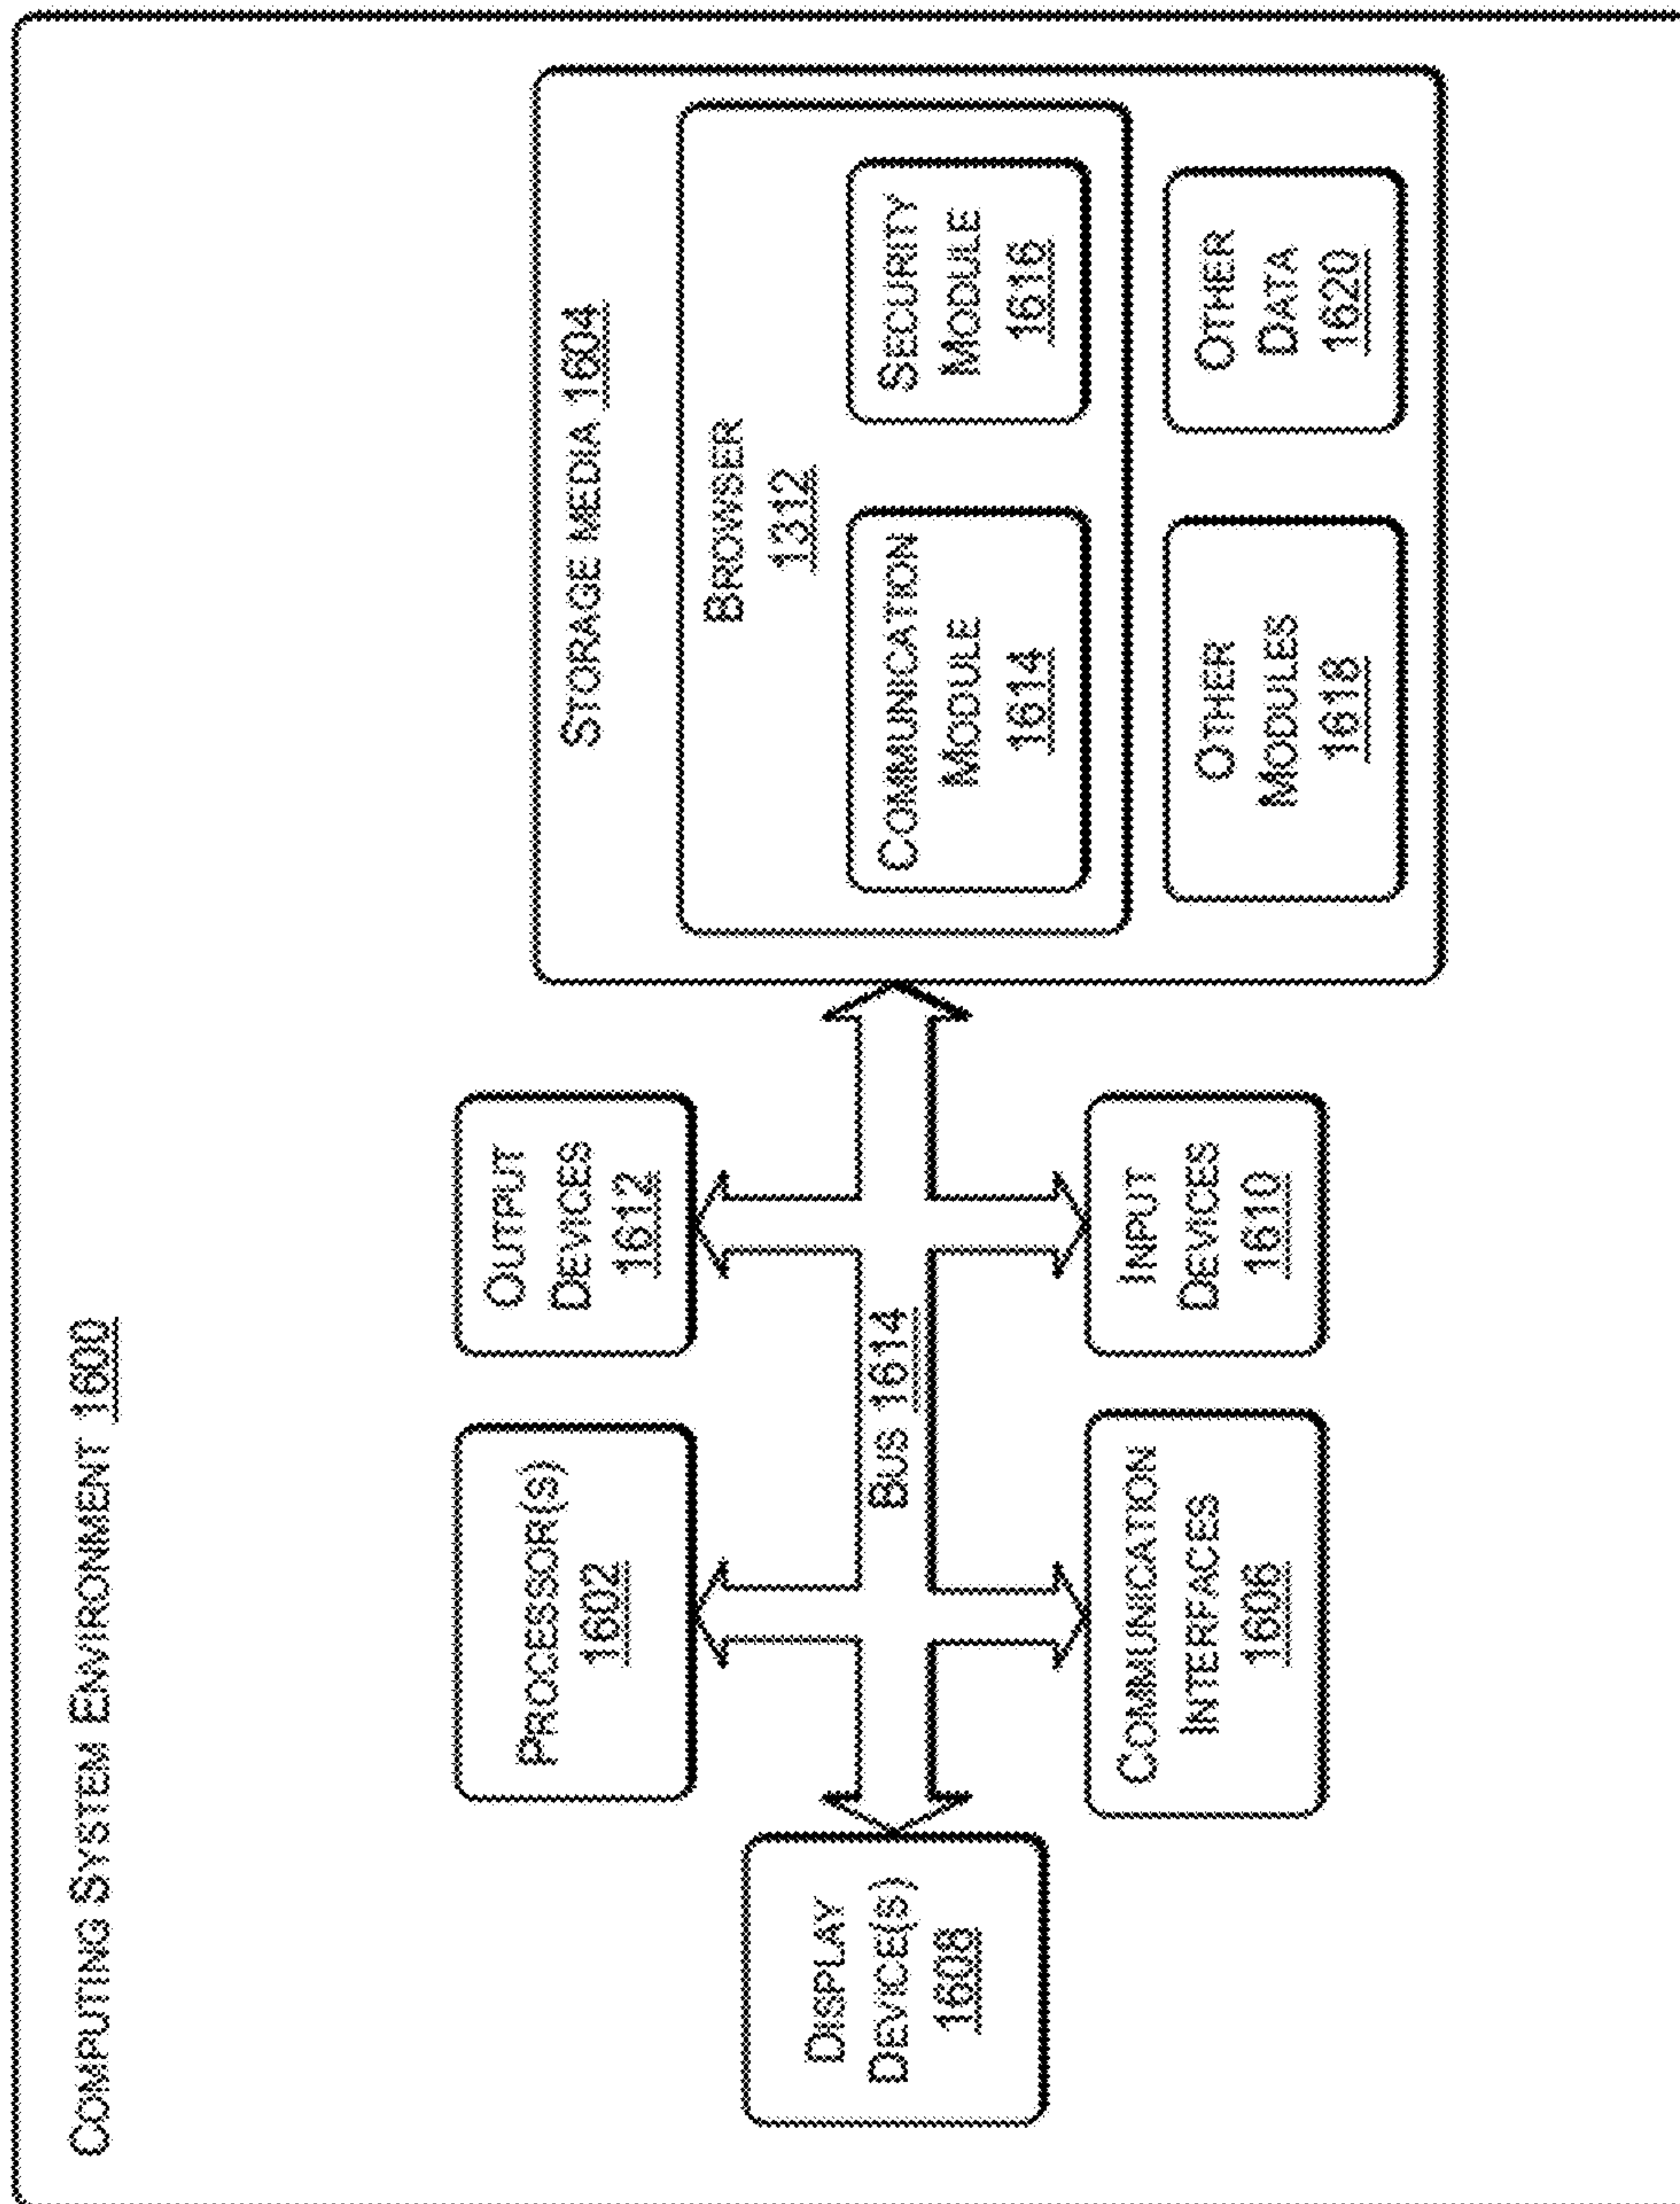 COMPUTING SYSTEM ENVIRONMENT 1600
PROCESSOR(S)
1602
OUTPUT
DEVICES
1612
DISPLAY
DEVICE(S)
1608
BUS 1614
COMMUNICATION
INTERFACES
1606
INPUT
DEVICES
1610
STORAGE MEDIA 1604
BROWSER
1312
COMMUNICATION
MODULE
1614
SECURITY
MODULE
1616
OTHER
MODULES
1618
OTHER
DATA
1620